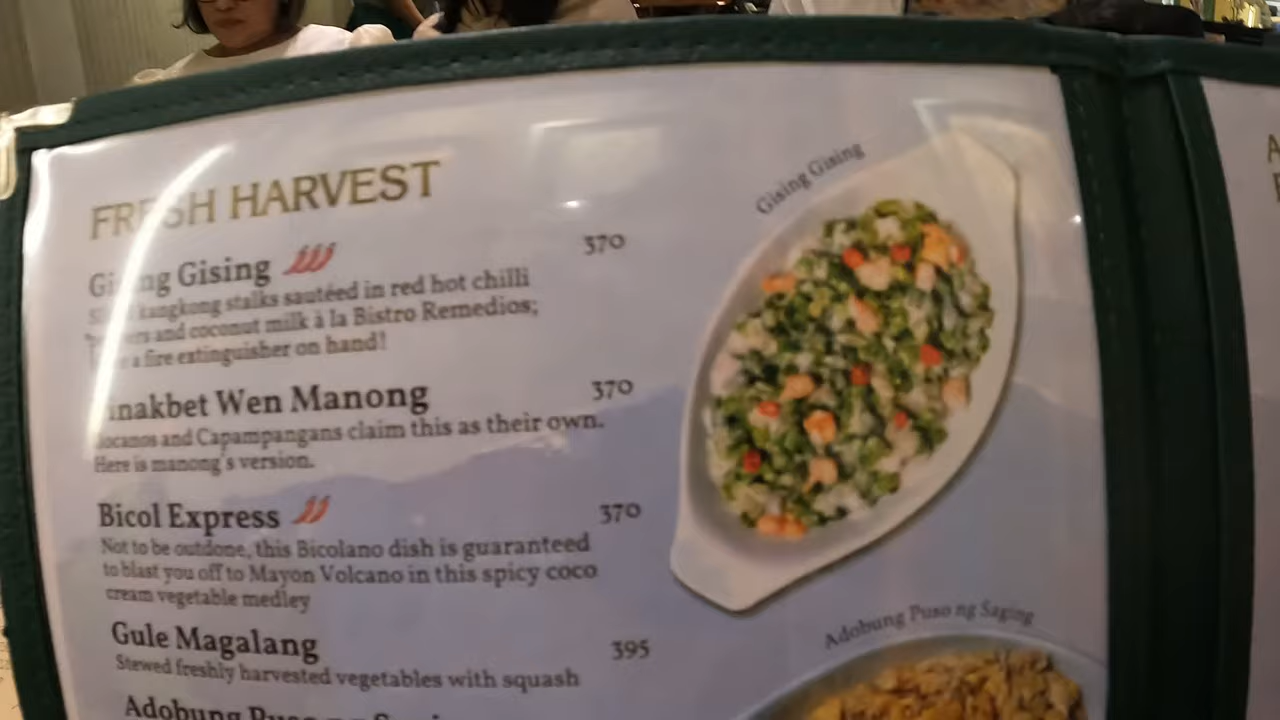 FRESH HARVEST
Gising Gising 370
kangkong stalks sautéed in red hot chilli
and coconut milk à la Bistro Remedios;
a fire extinguisher on hand!
Wen Manong 370
and Capampangans claim this as their own.
Here is manong's version.
Bicol Express 370
Not to be outdone, this Bicolano dish is guaranteed
to blast you off to Mayon Volcano in this spicy coco
cream vegetable medley
Gule Magalang 395
Stewed freshly harvested vegetables with squash
Adobung Puso ng
Gising Gising
Adobung Puso ng Saging